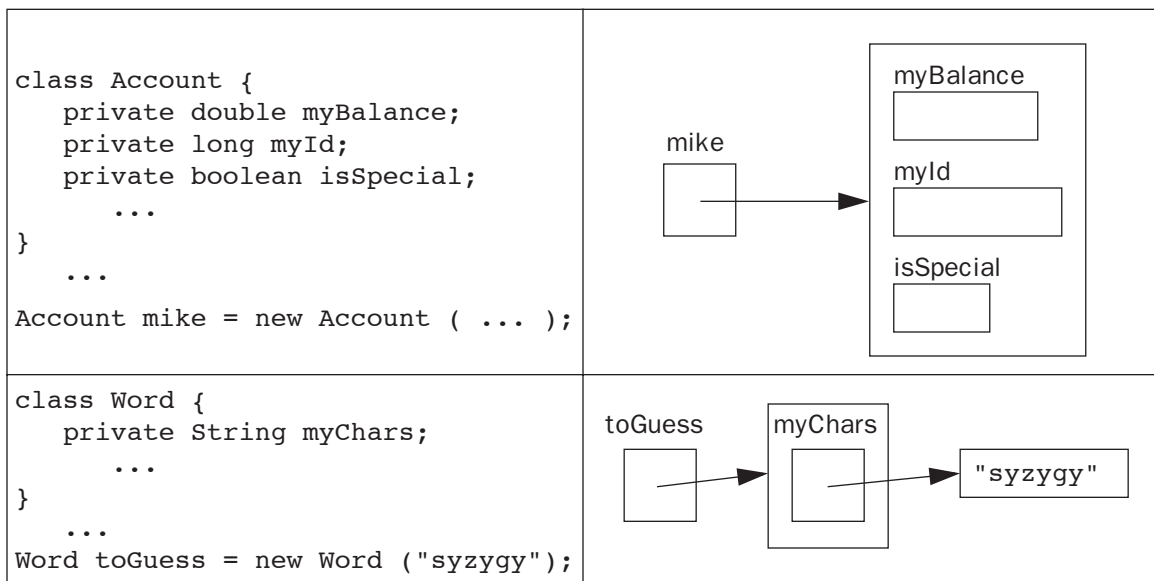 class Account {
private double myBalance;
private long myId;
private boolean isSpecial;
...
}
...
Account mike = new Account ( ... );
mike
myBalance
myId
isSpecial
class Word {
private String myChars;
...
}
...
Word toGuess = new Word ("syzygy");
toGuess
myChars
"syzygy"